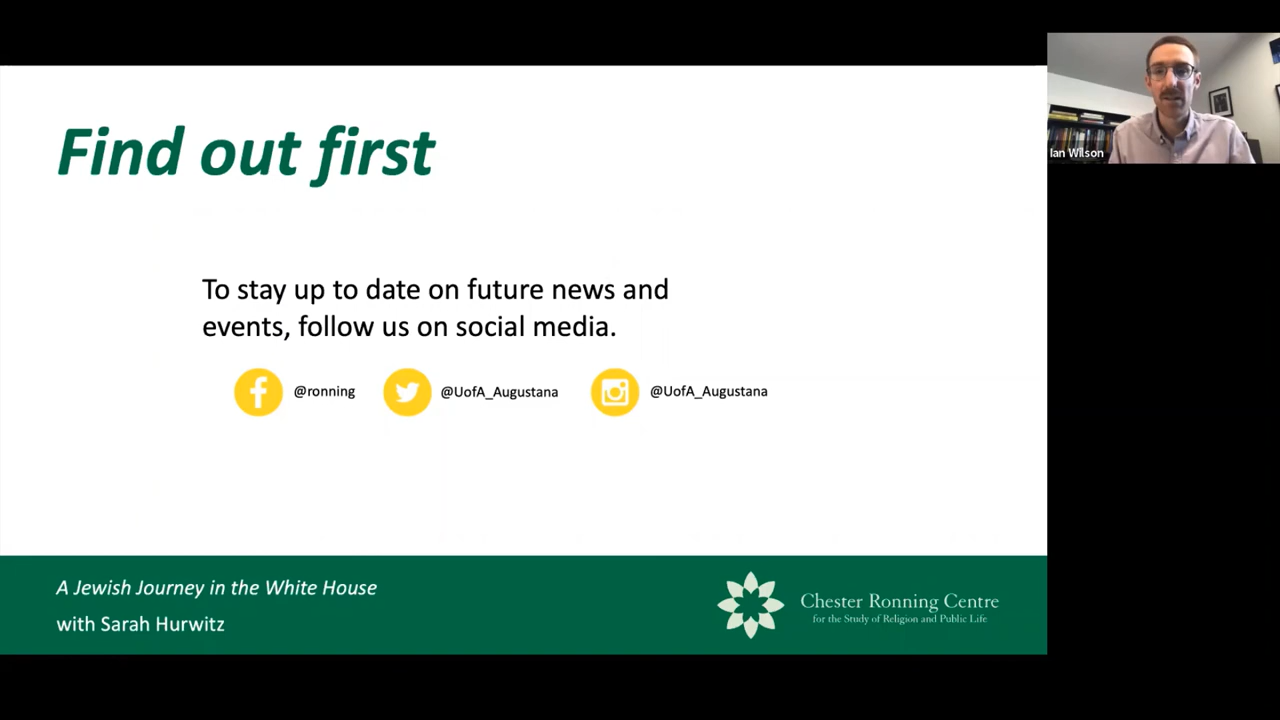 Find out first
To stay up to date on future news and
events, follow us on social media.
@ronning
@UofA_Augustana
@UofA_Augustana
A Jewish Journey in the White House
with Sarah Hurwitz
Chester Ronning Centre
for the Study of Religion and Public Life
Ian Wilson